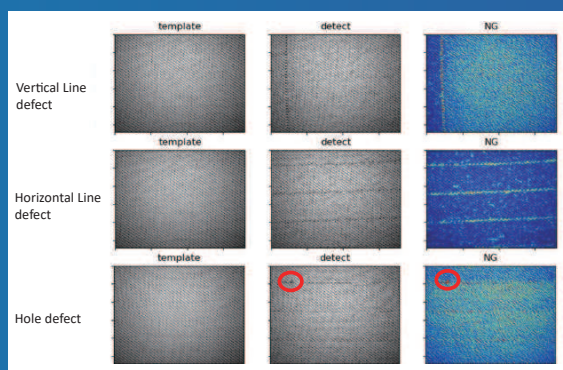 template detect NG
Vertical Line
defect
template detect NG
Horizontal Line
defect
template detect NG
Hole defect